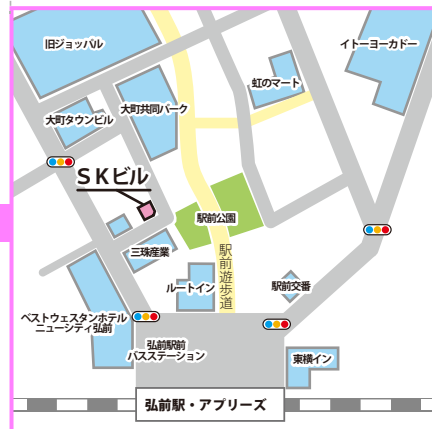 旧ジョッパル
イトーヨーカドー
虹のマート
大町共同パーク
大町タウンビル
SKビル
駅前公園
三珠産業
駅前遊歩道
ルートイン
駅前交番
ベストウェスタンホテル
ニューシティ弘前
弘前駅前
バスステーション
東横イン
弘前駅・アプリーズ